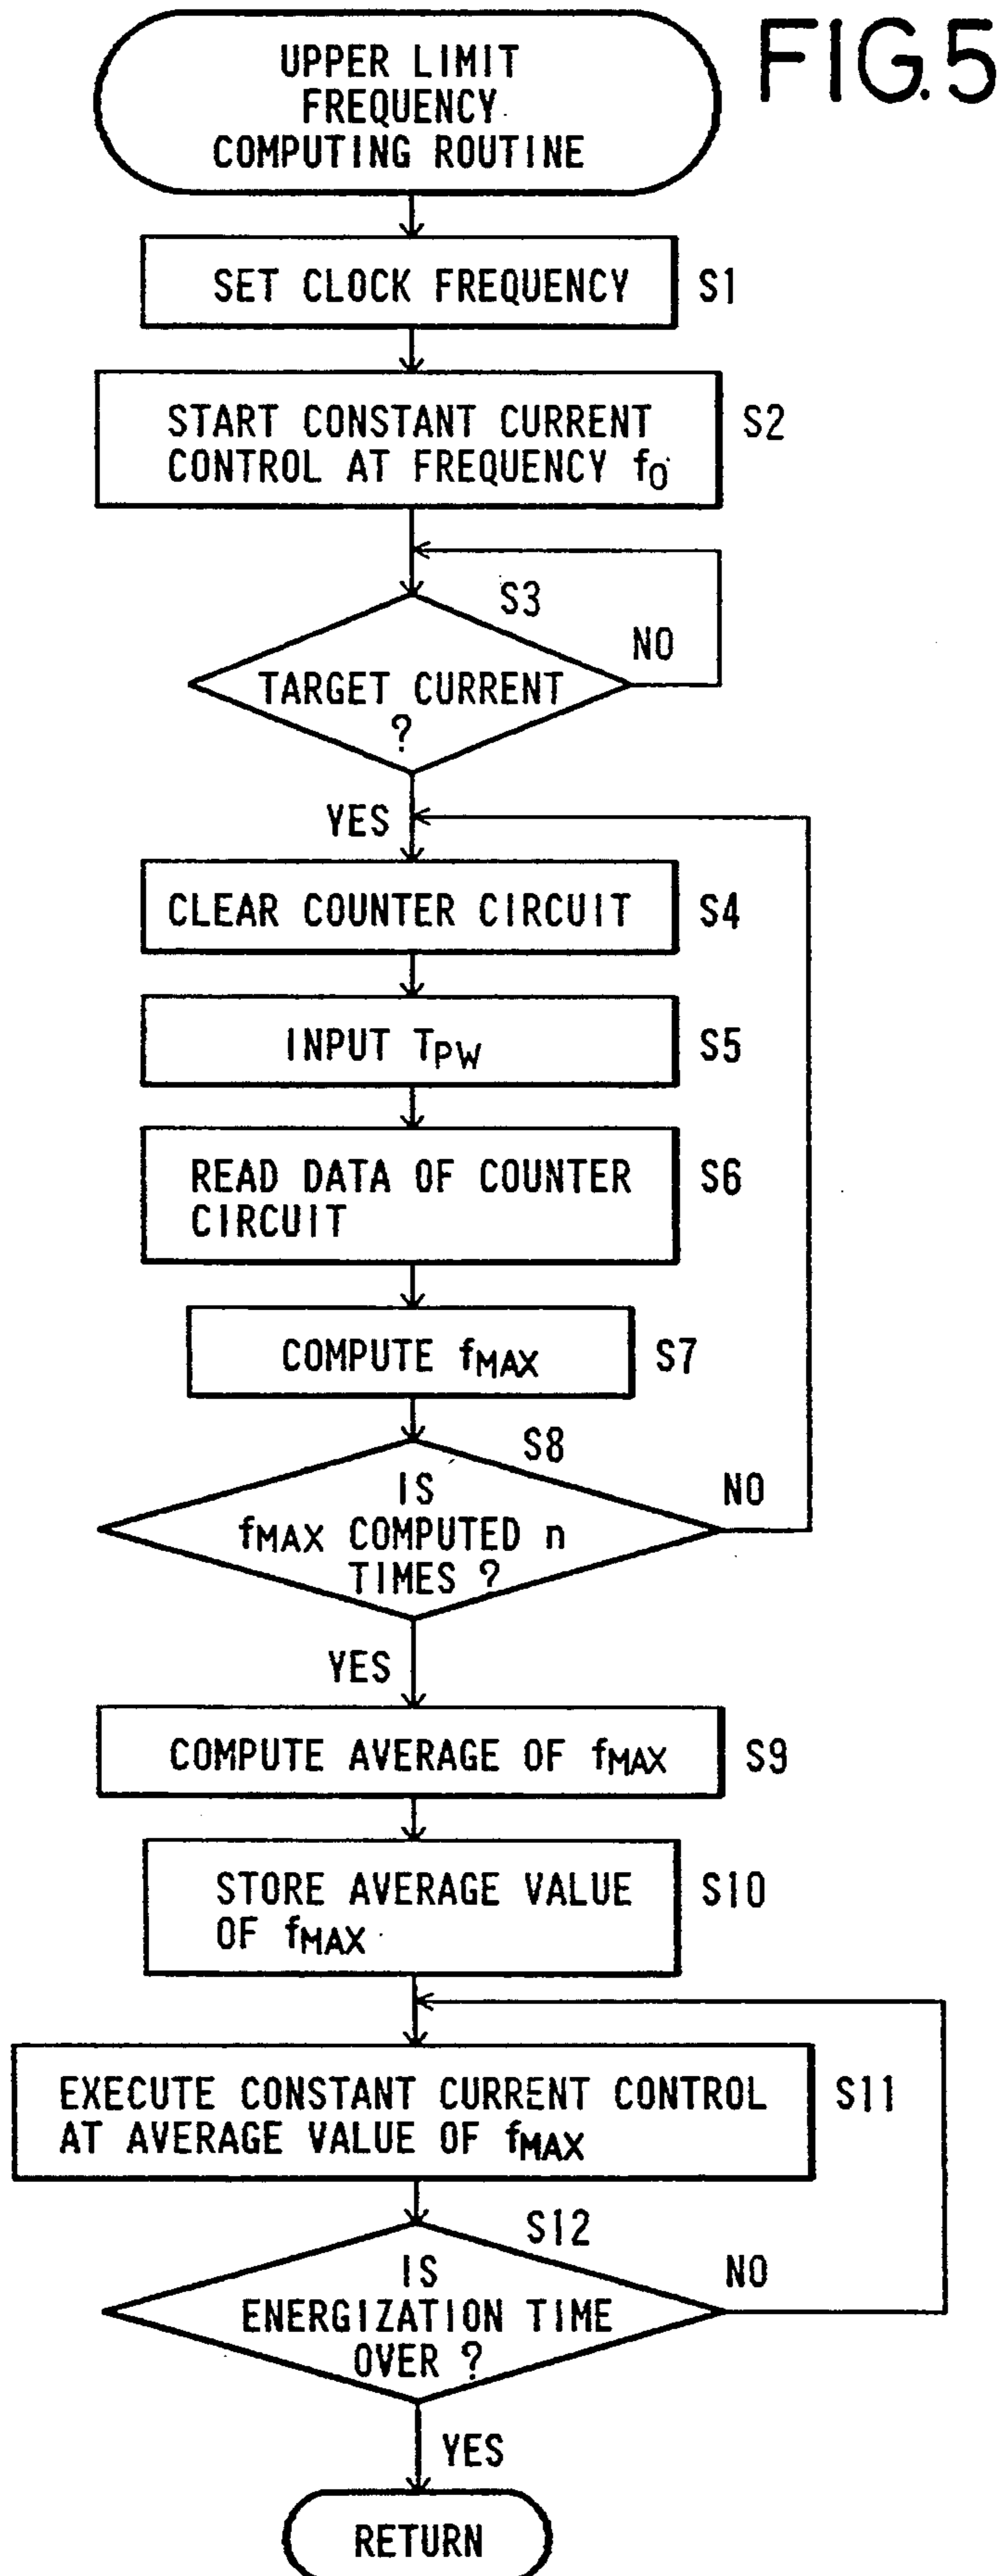 FIG.5
UPPER LIMIT
FREQUENCY
COMPUTING ROUTINE
SET CLOCK FREQUENCY
S1
START CONSTANT CURRENT
CONTROL AT FREQUENCY f0
S2
S3
NO
TARGET CURRENT
?
YES
CLEAR COUNTER CIRCUIT
S4
INPUT TPW
S5
READ DATA OF COUNTER
CIRCUIT
S6
COMPUTE fMAX
S7
S8
IS
fMAX COMPUTED n
TIMES ?
NO
YES
COMPUTE AVERAGE OF fMAX
S9
STORE AVERAGE VALUE
OF fMAX
S10
EXECUTE CONSTANT CURRENT CONTROL
AT AVERAGE VALUE OF fMAX
S11
S12
IS
ENERGIZATION TIME
OVER ?
NO
YES
RETURN